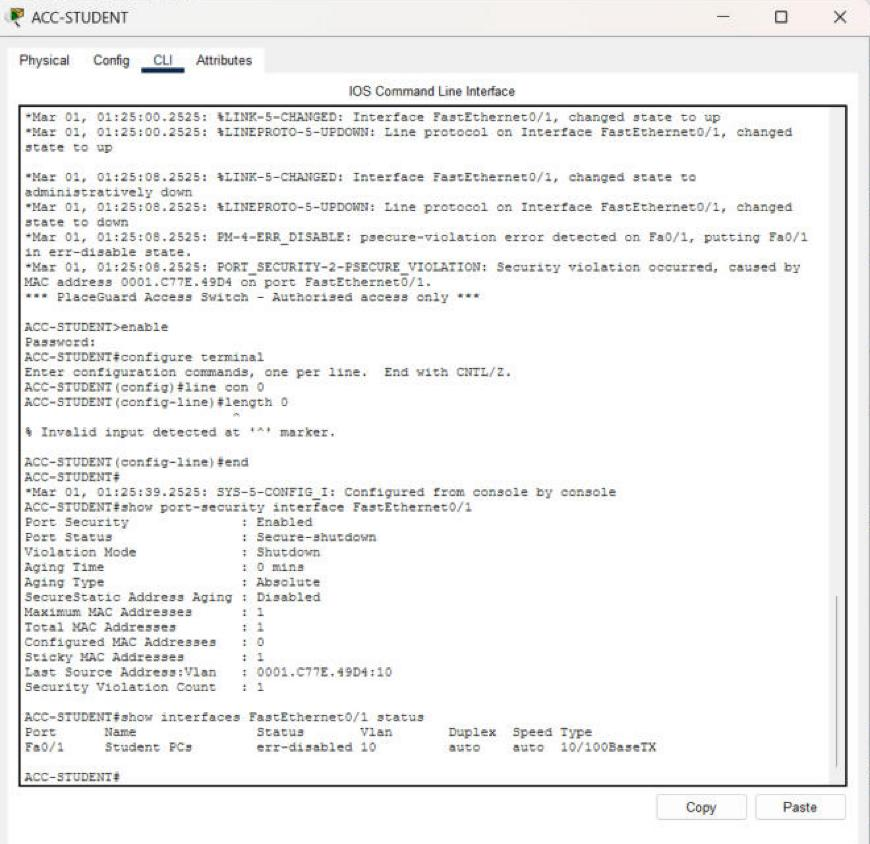 ACC-STUDENT
Physical Config CLI Attributes
IOS Command Line Interface
*Mar 01, 01:25:00.2525: %LINK-5-CHANGED: Interface FastEthernet0/1, changed state to up
*Mar 01, 01:25:00.2525: %LINEPROTO-5-UPDOWN: Line protocol on Interface FastEthernet0/1, changed
state to up
*Mar 01, 01:25:08.2525: %LINK-5-CHANGED: Interface FastEthernet0/1, changed state to
administratively down
*Mar 01, 01:25:08.2525: %LINEPROTO-5-UPDOWN: Line protocol on Interface FastEthernet0/1, changed
state to down
*Mar 01, 01:25:08.2525: PM-4-ERR_DISABLE: psecure-violation error detected on Fa0/1, putting Fa0/1
in err-disable state.
*Mar 01, 01:25:08.2525: PORT_SECURITY-2-PSECURE_VIOLATION: Security violation occurred, caused by
MAC address 0001.C77E.49D4 on port FastEthernet0/1.
*** PlaceGuard Access Switch - Authorised access only ***
ACC-STUDENT>enable
Password:
ACC-STUDENT#configure terminal
Enter configuration commands, one per line. End with CNTL/Z.
ACC-STUDENT(config)#line con 0
ACC-STUDENT(config-line)#length 0
^
% Invalid input detected at '^' marker.
ACC-STUDENT(config-line)#end
ACC-STUDENT#
*Mar 01, 01:25:39.2525: SYS-5-CONFIG_I: Configured from console by console
ACC-STUDENT#show port-security interface FastEthernet0/1
Port Security : Enabled
Port Status : Secure-shutdown
Violation Mode : Shutdown
Aging Time : 0 mins
Aging Type : Absolute
SecureStatic Address Aging : Disabled
Maximum MAC Addresses : 1
Total MAC Addresses : 1
Configured MAC Addresses : 0
Sticky MAC Addresses : 1
Last Source Address:Vlan : 0001.C77E.49D4:10
Security Violation Count : 1
ACC-STUDENT#show interfaces FastEthernet0/1 status
Port Name Status Vlan Duplex Speed Type
Fa0/1 Student PCs err-disabled 10 auto auto 10/100BaseTX
ACC-STUDENT#
Copy Paste